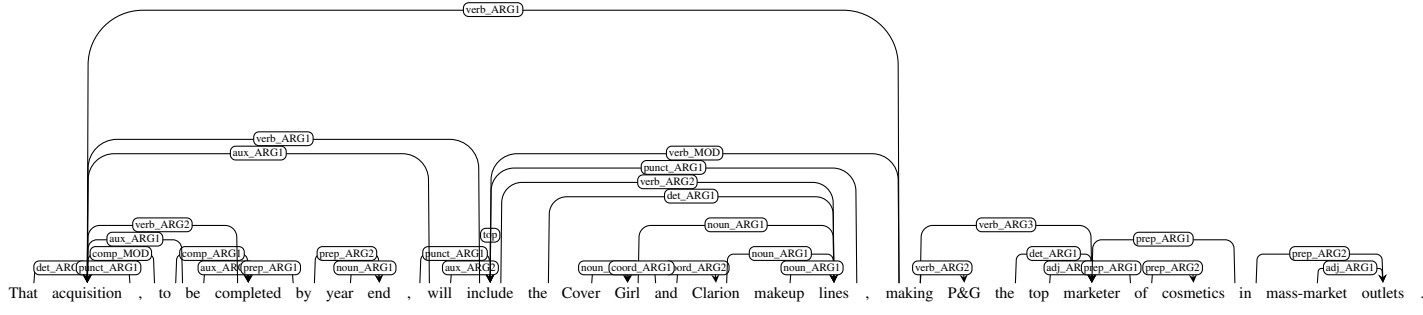 verb_ARG1
verb_ARG1
aux_ARG1 verb_MOD
punct_ARG1
verb_ARG2
det_ARG1
verb_ARG2 noun_ARG1 verb_ARG3
aux_ARG1 top prep_ARG1
comp_MOD comp_ARG1 prep_ARG2 punct_ARG1 noun_ARG1 det_ARG1 prep_ARG2
punct_ARG1 prep_ARG1 noun_ARG1 aux_ARG2 coord_ARG1 noun_ARG1 verb_ARG2 prep_ARG1 prep_ARG2 adj_ARG1
That acquisition , to be completed by year end , will include the Cover Girl and Clarion makeup lines , making P&G the top marketer of cosmetics in mass-market outlets .